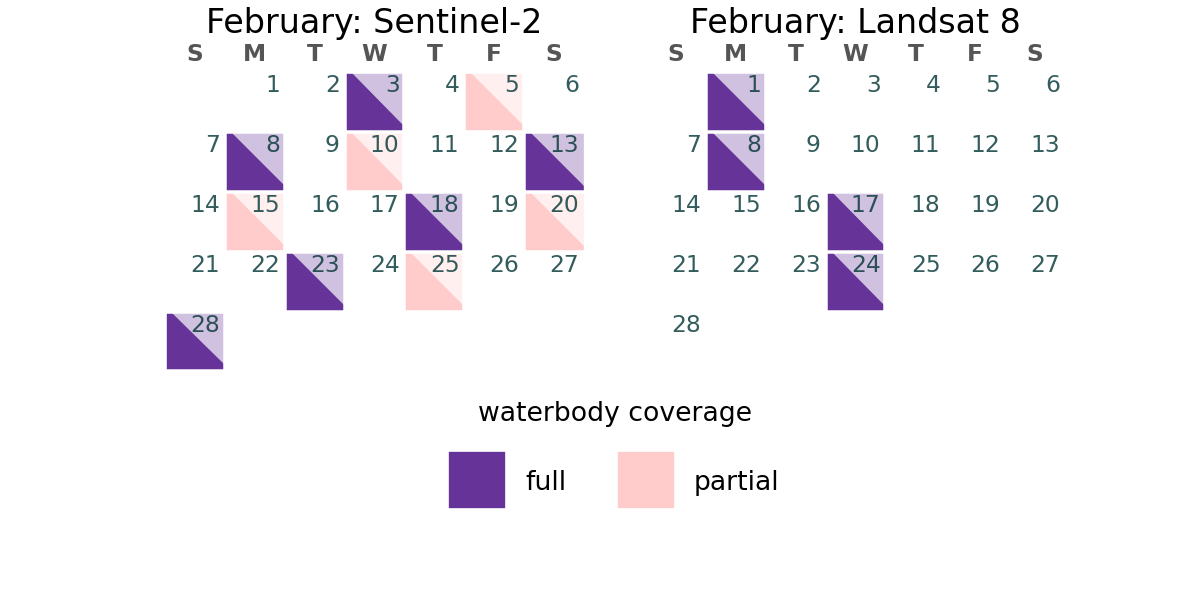 February: Sentinel-2
S M T W T F S
1 2 3 4 5 6
7 8 9 10 11 12 13
14 15 16 17 18 19 20
21 22 23 24 25 26 27
28
February: Landsat 8
S M T W T F S
1 2 3 4 5 6
7 8 9 10 11 12 13
14 15 16 17 18 19 20
21 22 23 24 25 26 27
28
waterbody coverage
full partial